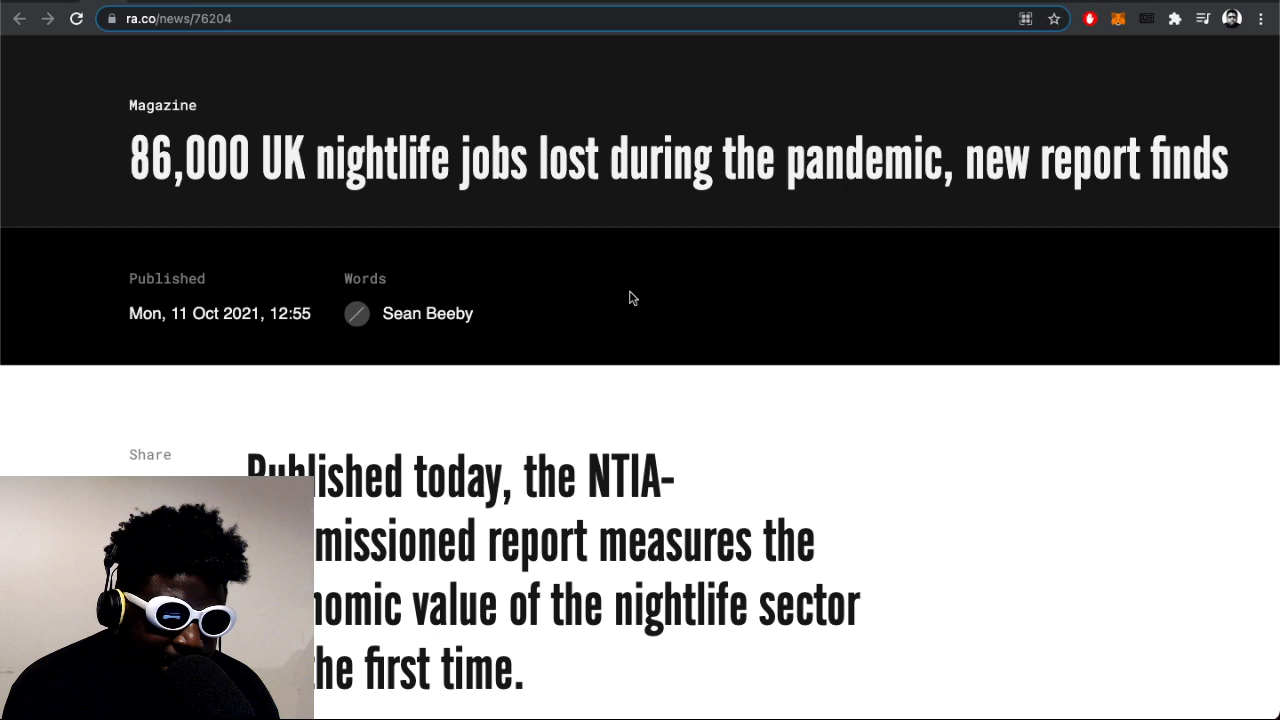 ra.co/news/76204
Magazine
86,000 UK nightlife jobs lost during the pandemic, new report finds
Published
Words
Mon, 11 Oct 2021, 12:55
Sean Beeby
Share
Published today, the NTIA-
missioned report measures the
nomic value of the nightlife sector
the first time.